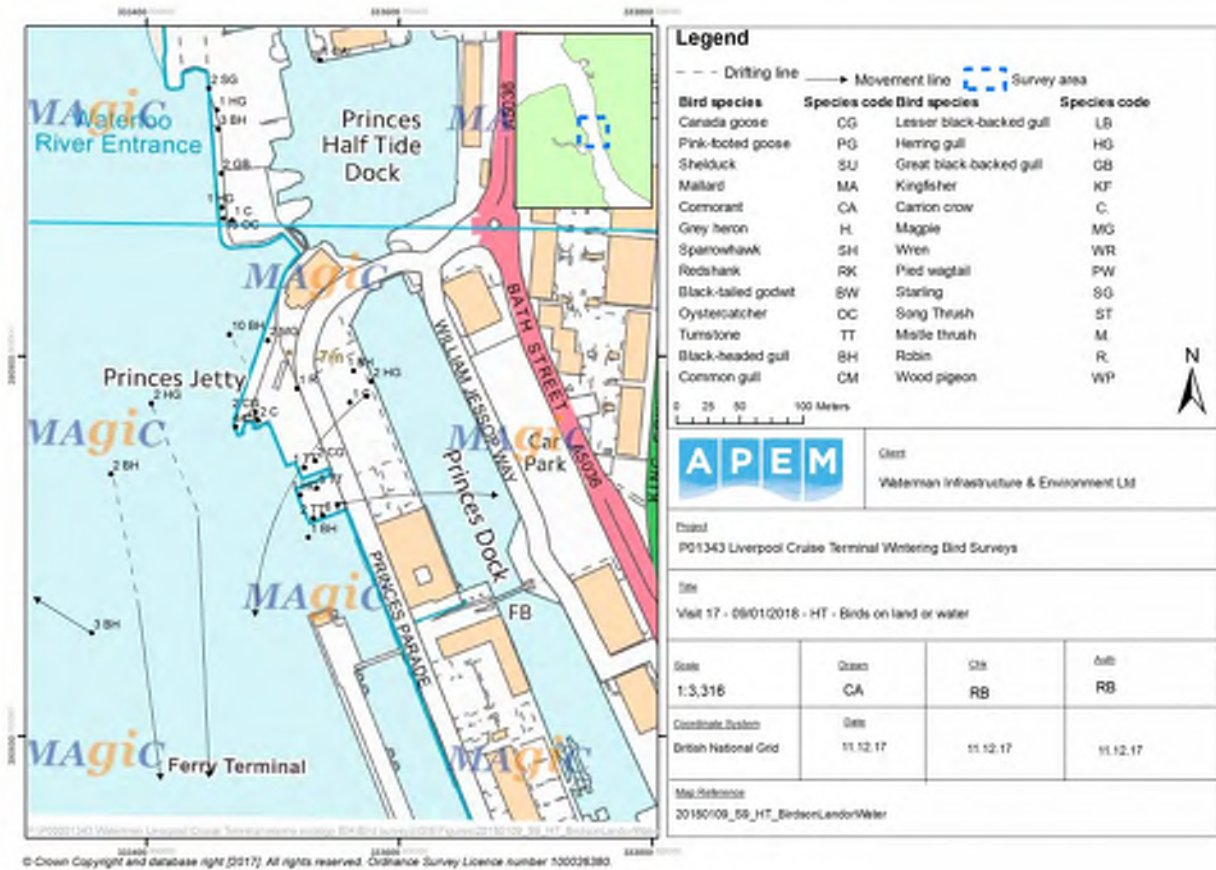 2 SG
1 HG
3 BH
Waterloo
River Entrance
2 GB
1 HG
1 C
Princes
Half Tide
Dock
A5036
MAgiC
10 BH
Princes Jetty
2 HG
2 HG
1 C
2 C
2 BH
BATH STREET
A5036
WILLIAM JESSOP WAY
Car
Park
Princes Dock
1 BH
PRINCES PARADE
FB
3 BH
Ferry Terminal
© Crown Copyright and database right [2017]. All rights reserved. Ordnance Survey Licence number 100026380.
Legend
Drifting line Movement line Survey area
Bird species Species code Bird species Species code
Canada goose CG Lesser black-backed gull LB
Pink-footed goose PG Herring gull HG
Shelduck SU Great black-backed gull GB
Mallard MA Kingfisher KF
Cormorant CA Carrion crow C.
Grey heron H. Magpie MG
Sparrowhawk SH Wren WR
Redshank RK Pied wagtail PW
Black-tailed godwit BW Starling SG
Oystercatcher OC Song Thrush ST
Turnstone TT Mistle thrush M.
Black-headed gull BH Robin R.
Common gull CM Wood pigeon WP
N
0 25 50 100 Meters
APEM
Client
Waterman Infrastructure & Environment Ltd
Project
P01343 Liverpool Cruise Terminal Wintering Bird Surveys
Title
Visit 17 - 09/01/2018 - HT - Birds on land or water
Scale Drawn Chk Auth
1:3,316 CA RB RB
Coordinate System Date
British National Grid 11.12.17 11.12.17 11.12.17
Map Reference
20180109_S9_HT_BirdsonLandorWater